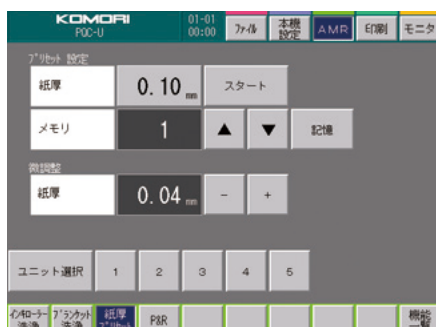 KOMORI
POC-U
01-01
00:00
ファイル
本機
設定
AMR
印刷
モニタ
プリセット 設定
紙厚 0.10 mm スタート
メモリ 1 ▲ ▼ 記憶
微調整
紙厚 0.04 mm - +
ユニット選択 1 2 3 4 5
インキローラー
洗浄
ブランケット
洗浄
紙厚
プリセット
P&R
機能
一覧